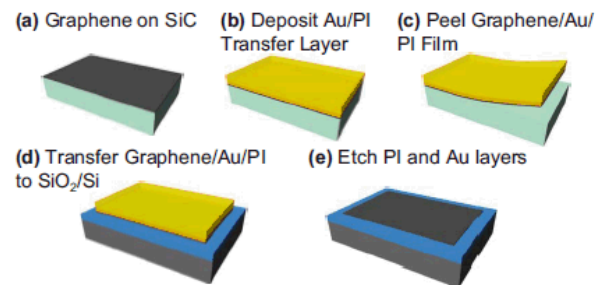 (a) Graphene on SiC
(b) Deposit Au/PI
Transfer Layer
(c) Peel Graphene/Au/
PI Film
(d) Transfer Graphene/Au/PI
to SiO₂/Si
(e) Etch PI and Au layers